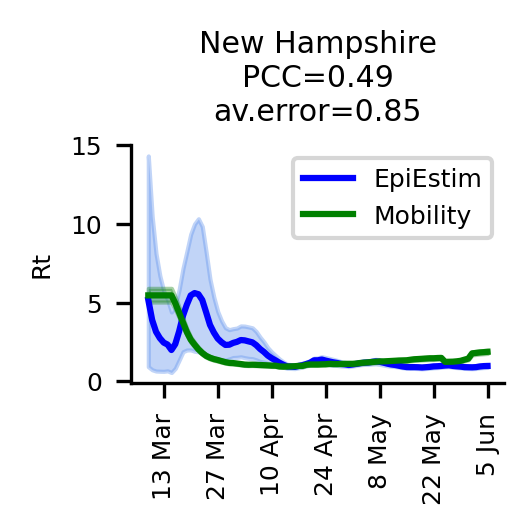 New Hampshire
PCC=0.49
av.error=0.85
15
10
5
0
Rt
EpiEstim
Mobility
13 Mar
27 Mar
10 Apr
24 Apr
8 May
22 May
5 Jun